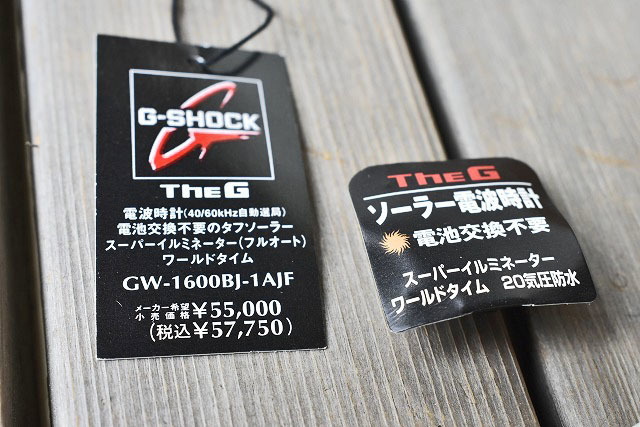 G-SHOCK
The G
電波時計(40/60kHz自動選局)
電池交換不要のタフソーラー
スーパーイルミネーター(フルオート)
ワールドタイム
GW-1600BJ-1AJF
メーカー希望小売価格 ¥55,000
(税込¥57,750)
The G
ソーラー電波時計
電池交換不要
スーパーイルミネーター
ワールドタイム 20気圧防水